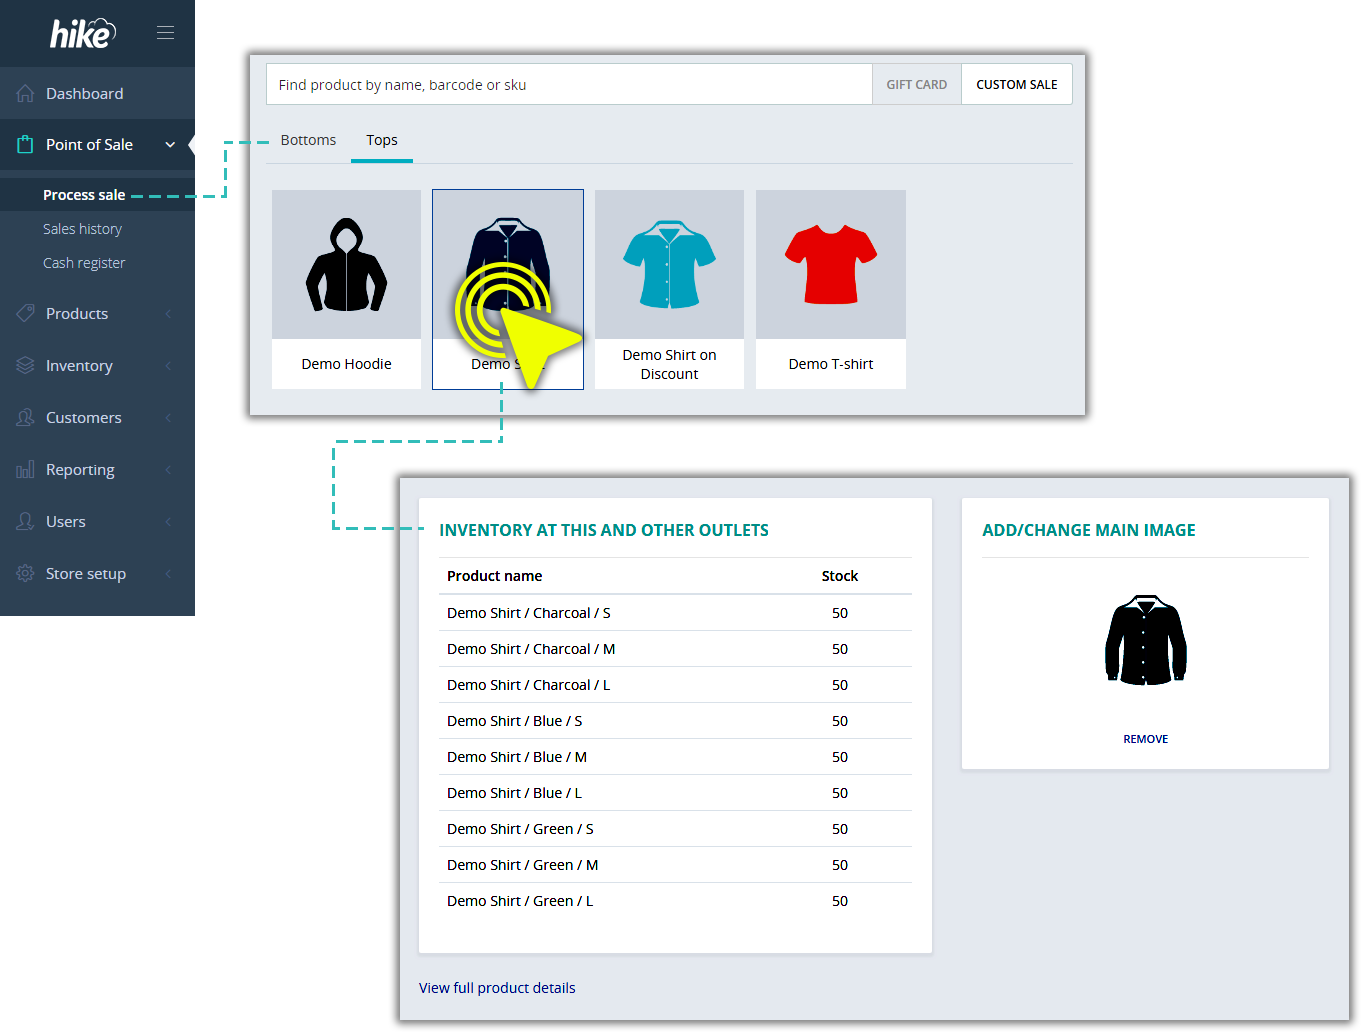 hike
Dashboard
Point of Sale
Process sale
Sales history
Cash register
Products
Inventory
Customers
Reporting
Users
Store setup
Find product by name, barcode or sku
GIFT CARD
CUSTOM SALE
Bottoms
Tops
Demo Hoodie
Demo
Demo Shirt on
Discount
Demo T-shirt
INVENTORY AT THIS AND OTHER OUTLETS
Product name Stock
Demo Shirt / Charcoal / S 50
Demo Shirt / Charcoal / M 50
Demo Shirt / Charcoal / L 50
Demo Shirt / Blue / S 50
Demo Shirt / Blue / M 50
Demo Shirt / Blue / L 50
Demo Shirt / Green / S 50
Demo Shirt / Green / M 50
Demo Shirt / Green / L 50
View full product details
ADD/CHANGE MAIN IMAGE
REMOVE